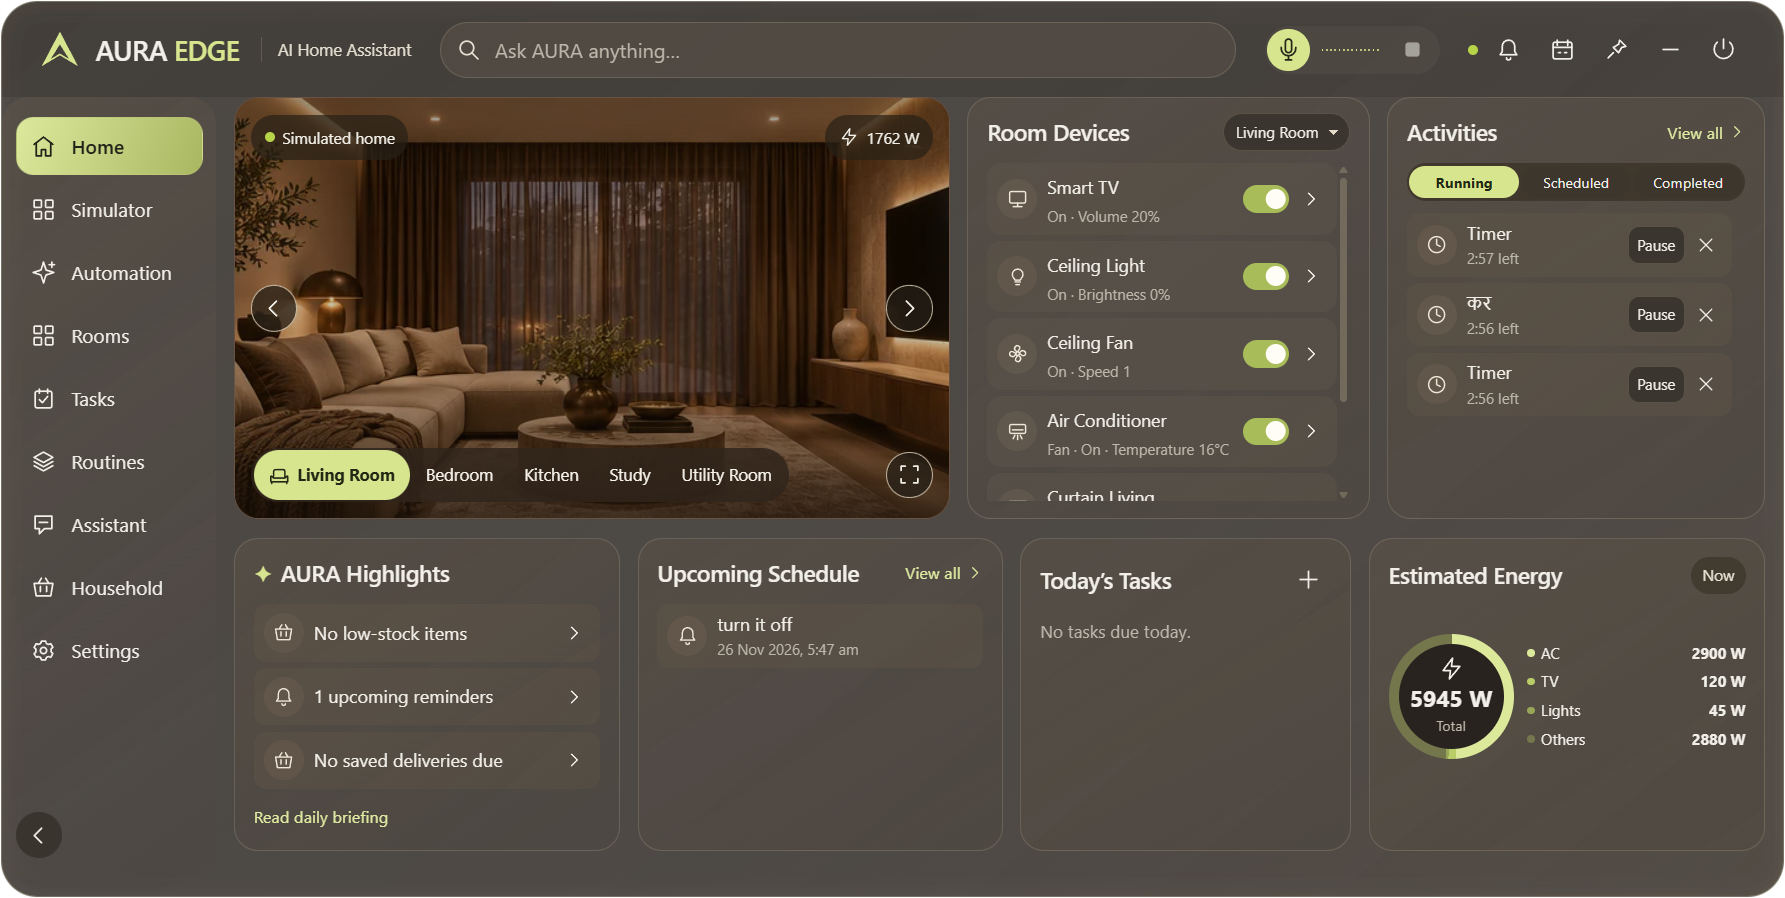 AURA EDGE
AI Home Assistant
Ask AURA anything...
Home
Simulator
Automation
Rooms
Tasks
Routines
Assistant
Household
Settings
Simulated home
1762 W
Living Room
Bedroom
Kitchen
Study
Utility Room
Room Devices
Living Room
Smart TV
On · Volume 20%
Ceiling Light
On · Brightness 0%
Ceiling Fan
On · Speed 1
Air Conditioner
Fan · On · Temperature 16°C
Curtain Living
Activities
View all
Running
Scheduled
Completed
Timer
2:57 left
Pause
कर
2:56 left
Pause
Timer
2:56 left
Pause
AURA Highlights
No low-stock items
1 upcoming reminders
No saved deliveries due
Read daily briefing
Upcoming Schedule
View all
turn it off
26 Nov 2026, 5:47 am
Today’s Tasks
No tasks due today.
Estimated Energy
Now
5945 W
Total
AC 2900 W
TV 120 W
Lights 45 W
Others 2880 W